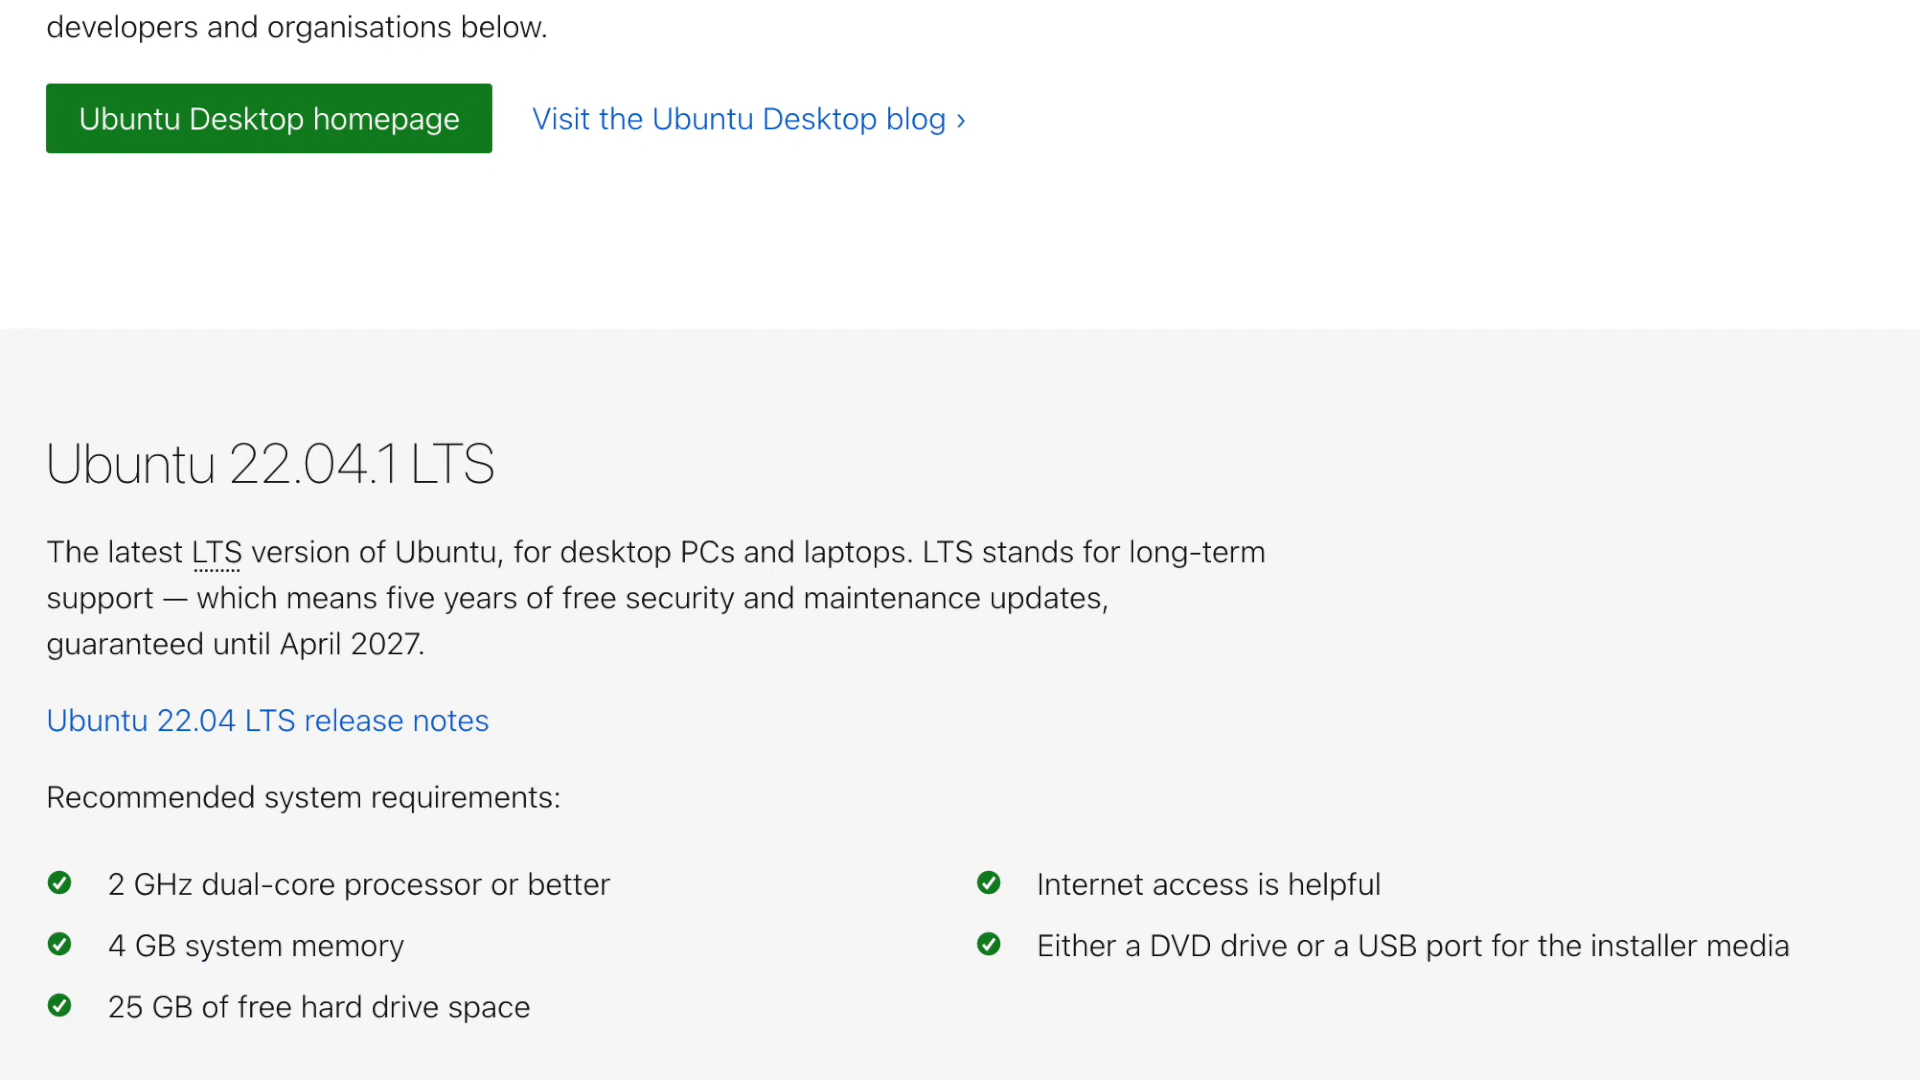 developers and organisations below.
Ubuntu Desktop homepage
Visit the Ubuntu Desktop blog ›
Ubuntu 22.04.1 LTS
The latest LTS version of Ubuntu, for desktop PCs and laptops. LTS stands for long-term
support — which means five years of free security and maintenance updates,
guaranteed until April 2027.
Ubuntu 22.04 LTS release notes
Recommended system requirements:
2 GHz dual-core processor or better
4 GB system memory
25 GB of free hard drive space
Internet access is helpful
Either a DVD drive or a USB port for the installer media